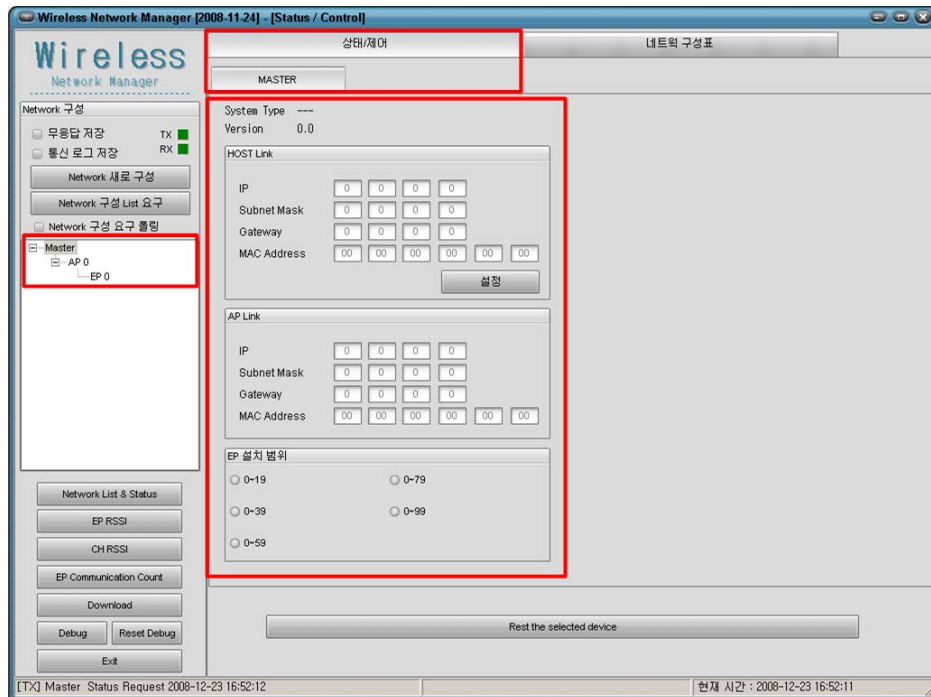 Wireless Network Manager [2008-11-24] - [Status / Control]
Wireless
Network Manager
상태/제어
네트웍 구성표
MASTER
Network 구성
무응답 저장
TX
통신 로그 저장
RX
Network 새로 구성
Network 구성 List 요구
Network 구성 요구 폴링
Master
AP 0
EP 0
System Type ---
Version 0.0
HOST Link
IP 0 0 0 0
Subnet Mask 0 0 0 0
Gateway 0 0 0 0
MAC Address 00 00 00 00 00 00
설정
AP Link
IP 0 0 0 0
Subnet Mask 0 0 0 0
Gateway 0 0 0 0
MAC Address 00 00 00 00 00 00
EP 설치 범위
0~19
0~79
0~39
0~99
0~59
Network List & Status
EP RSSI
CH RSSI
EP Communication Count
Download
Debug
Reset Debug
Exit
Rest the selected device
[TX] Master Status Request 2008-12-23 16:52:12
현재 시간 : 2008-12-23 16:52:11